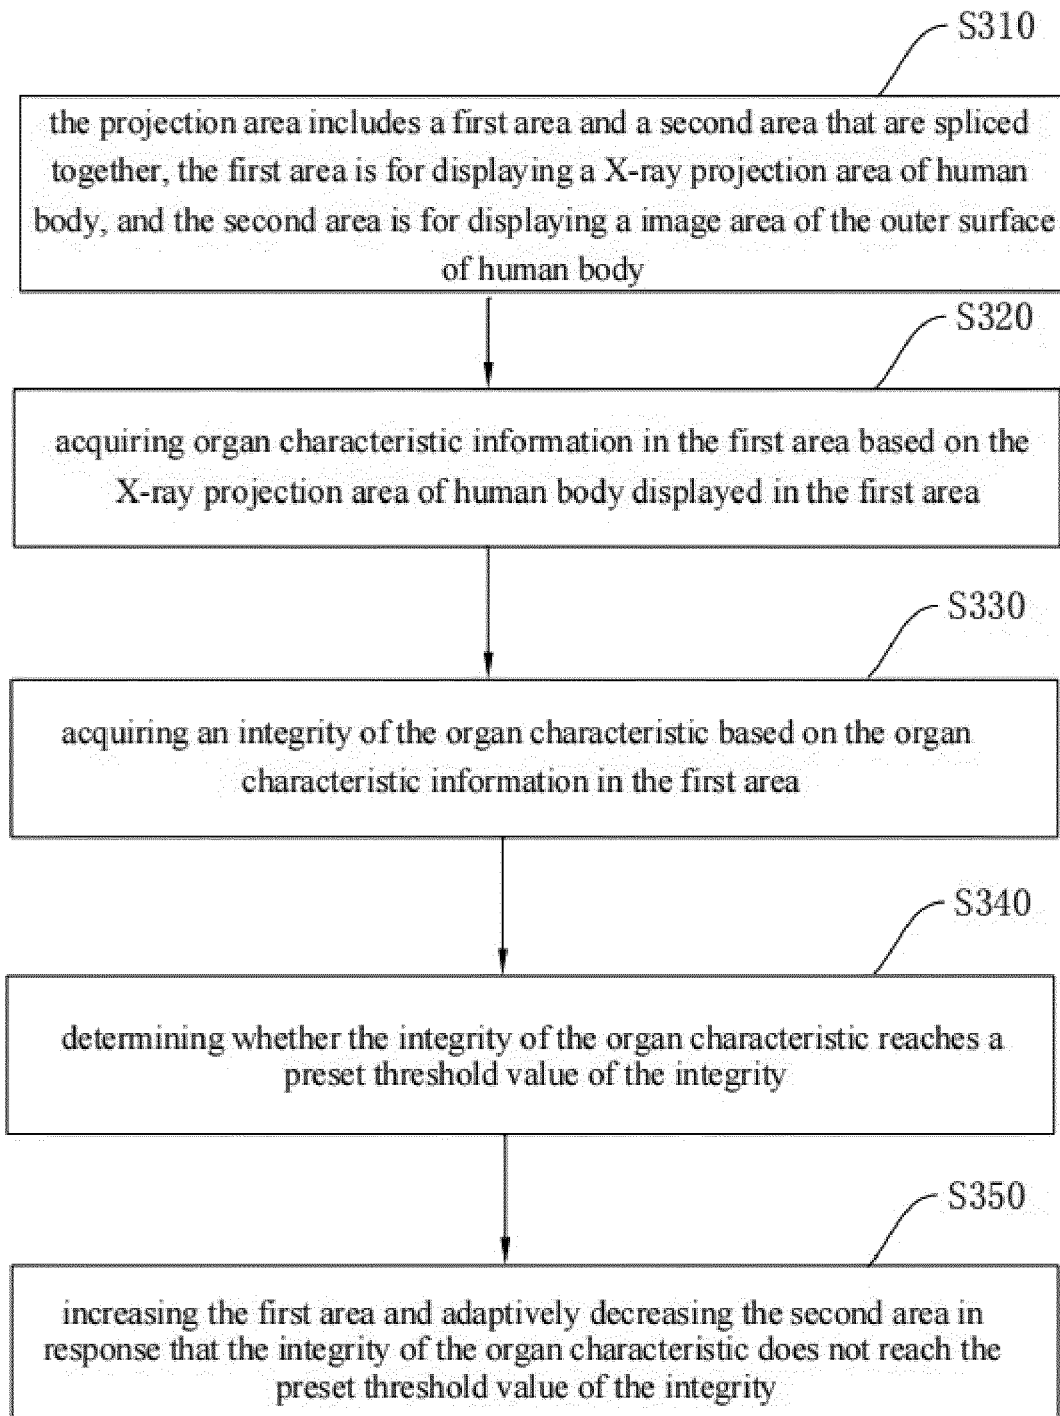 S310
the projection area includes a first area and a second area that are spliced
together, the first area is for displaying a X-ray projection area of human
body, and the second area is for displaying a image area of the outer surface
of human body
S320
acquiring organ characteristic information in the first area based on the
X-ray projection area of human body displayed in the first area
S330
acquiring an integrity of the organ characteristic based on the organ
characteristic information in the first area
S340
determining whether the integrity of the organ characteristic reaches a
preset threshold value of the integrity
S350
increasing the first area and adaptively decreasing the second area in
response that the integrity of the organ characteristic does not reach the
preset threshold value of the integrity